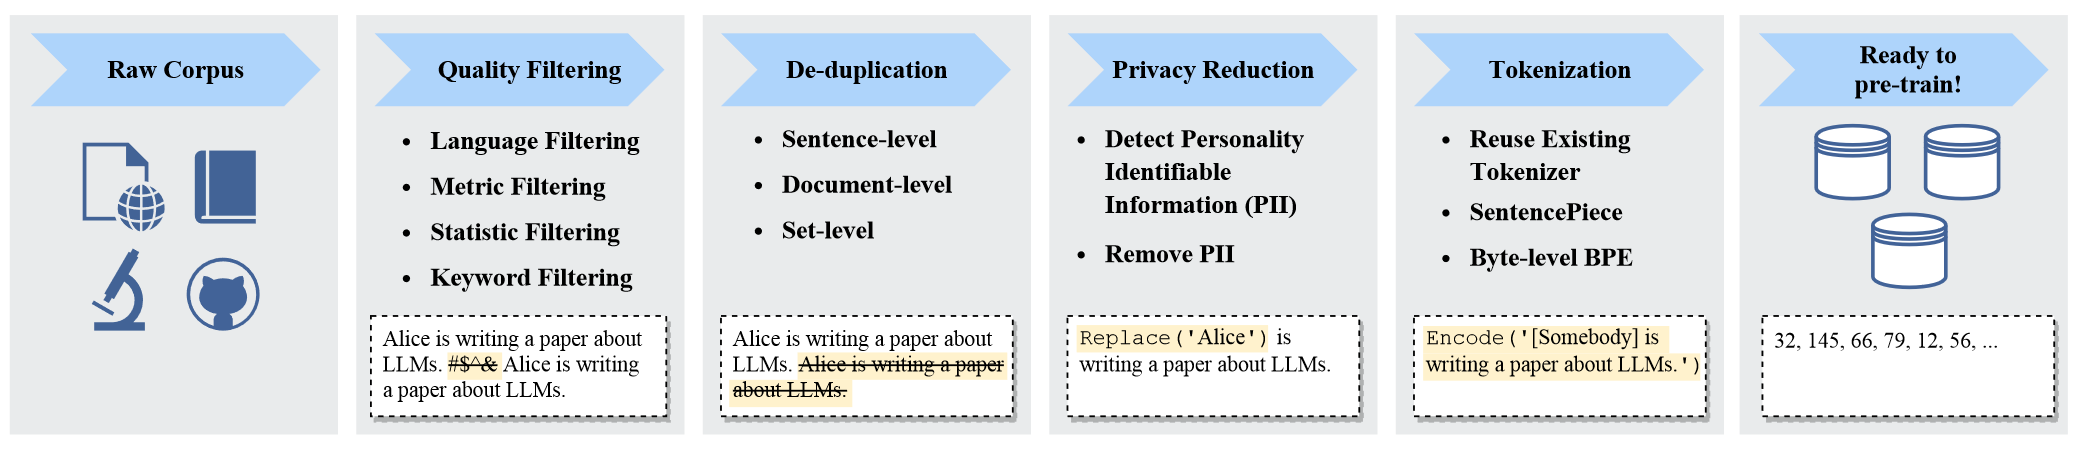 Raw Corpus
Quality Filtering
• Language Filtering
• Metric Filtering
• Statistic Filtering
• Keyword Filtering
Alice is writing a paper about
LLMs. #$^& Alice is writing
a paper about LLMs.
De-duplication
• Sentence-level
• Document-level
• Set-level
Alice is writing a paper about
LLMs. Alice is writing a paper
about LLMs.
Privacy Reduction
• Detect Personality
Identifiable
Information (PII)
• Remove PII
Replace('Alice') is
writing a paper about LLMs.
Tokenization
• Reuse Existing
Tokenizer
• SentencePiece
• Byte-level BPE
Encode('[Somebody] is
writing a paper about LLMs.')
Ready to
pre-train!
32, 145, 66, 79, 12, 56, ...